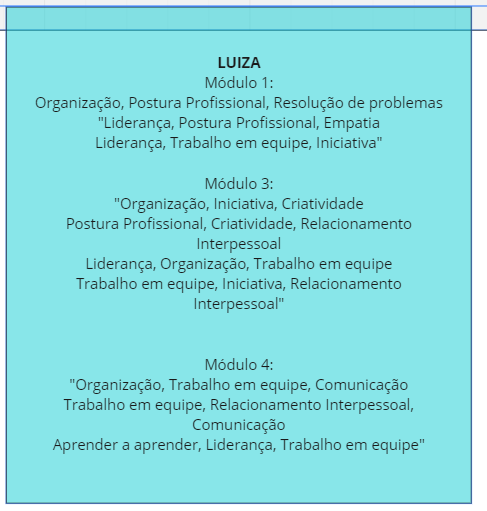 LUIZA
Módulo 1:
Organização, Postura Profissional, Resolução de problemas
"Liderança, Postura Profissional, Empatia
Liderança, Trabalho em equipe, Iniciativa"
Módulo 3:
"Organização, Iniciativa, Criatividade
Postura Profissional, Criatividade, Relacionamento
Interpessoal
Liderança, Organização, Trabalho em equipe
Trabalho em equipe, Iniciativa, Relacionamento
Interpessoal"
Módulo 4:
"Organização, Trabalho em equipe, Comunicação
Trabalho em equipe, Relacionamento Interpessoal,
Comunicação
Aprender a aprender, Liderança, Trabalho em equipe"